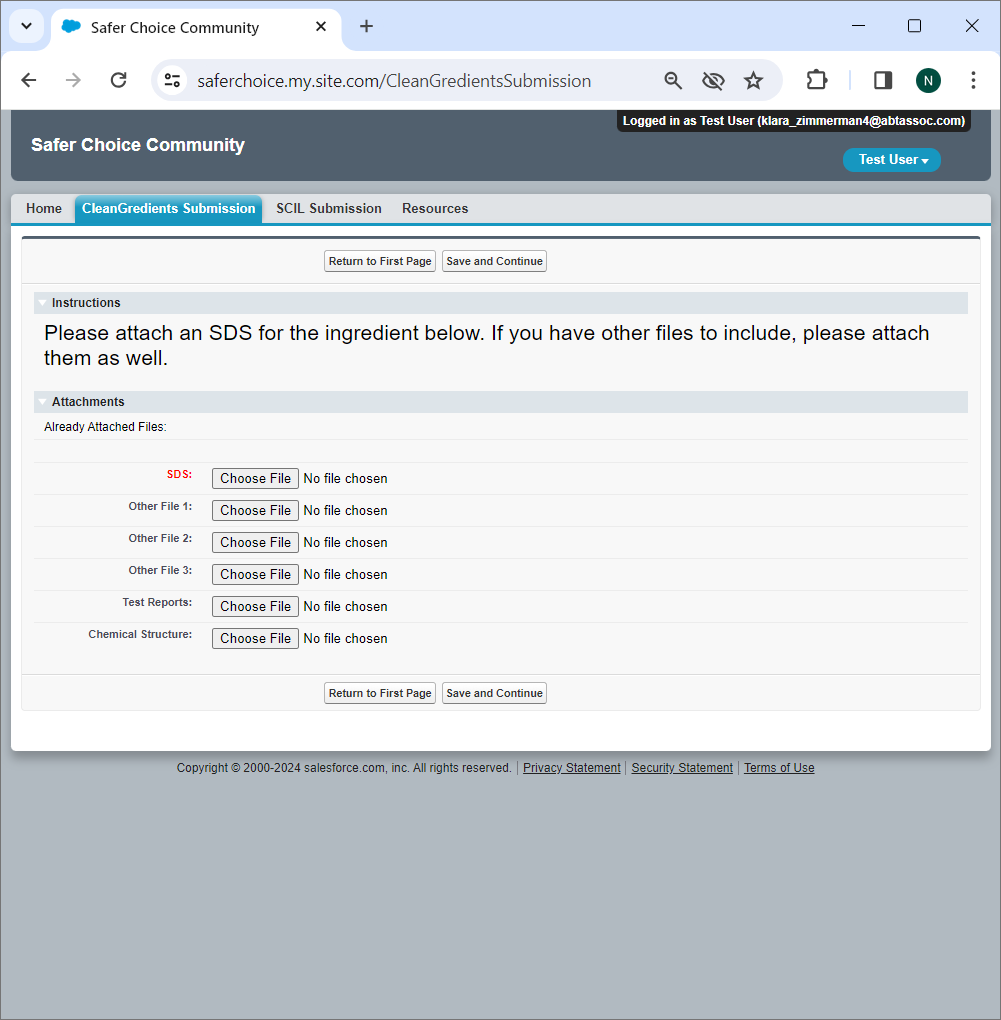 Safer Choice Community
saferchoice.my.site.com/CleanGredientsSubmission
N
Logged in as Test User (klara_zimmerman4@abtassoc.com)
Safer Choice Community
Test User
Home CleanGredients Submission SCIL Submission Resources
Return to First Page Save and Continue
Instructions
Please attach an SDS for the ingredient below. If you have other files to include, please attach
them as well.
Attachments
Already Attached Files:
SDS: Choose File No file chosen
Other File 1: Choose File No file chosen
Other File 2: Choose File No file chosen
Other File 3: Choose File No file chosen
Test Reports: Choose File No file chosen
Chemical Structure: Choose File No file chosen
Return to First Page Save and Continue
Copyright © 2000-2024 salesforce.com, inc. All rights reserved. | Privacy Statement | Security Statement | Terms of Use